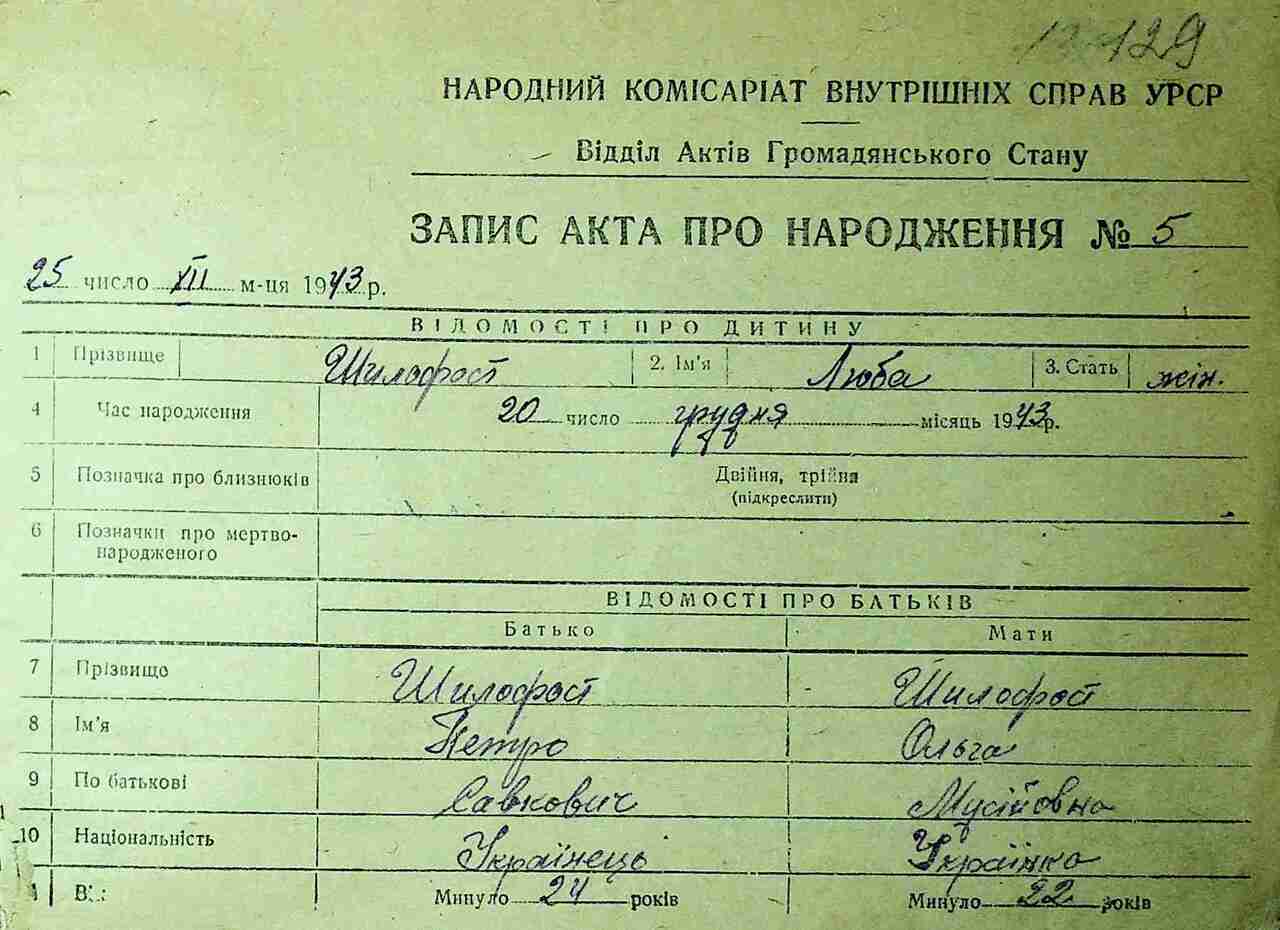 129
НАРОДНИЙ КОМІСАРІАТ ВНУТРІШНІХ СПРАВ УРСР
Відділ Актів Громадянського Стану
ЗАПИС АКТА ПРО НАРОДЖЕННЯ № 5
25 число XII м-ця 1943 р.
ВІДОМОСТІ ПРО ДИТИНУ
1 Прізвище Шилофост 2. Ім'я Люба 3. Стать жін.
4 Час народження 20 число грудня місяць 1943р.
5 Позначка про близнюків Двійня, трійня
(підкреслити)
6 Позначки про мертво-
народженого
ВІДОМОСТІ ПРО БАТЬКІВ
Батько Мати
7 Прізвищо Шилофост Шилофост
8 Ім'я Петро Ольга
9 По батькові Савкович Мусійовна
10 Національність Українець Українка
Минуло 24 років Минуло 22 років